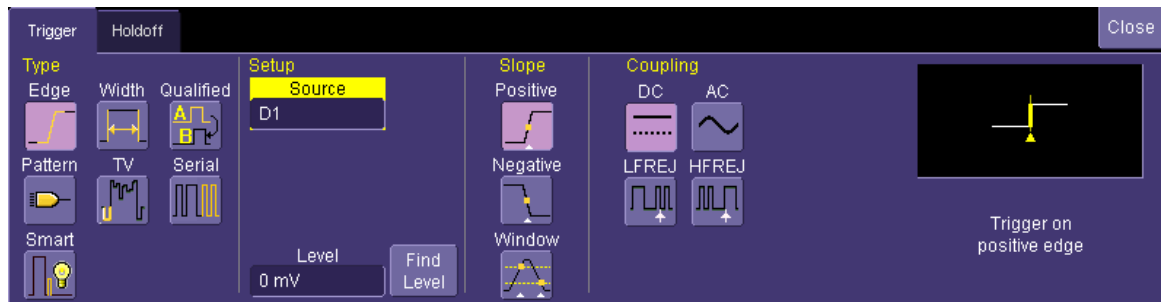 Trigger Holdoff Close
Type
Edge Width Qualified
A
B
Pattern TV Serial
U
Smart
Setup
Source
D1
Level
0 mV
Find
Level
Slope
Positive
Negative
Window
Coupling
DC AC
LFREJ HFREJ
Trigger on
positive edge